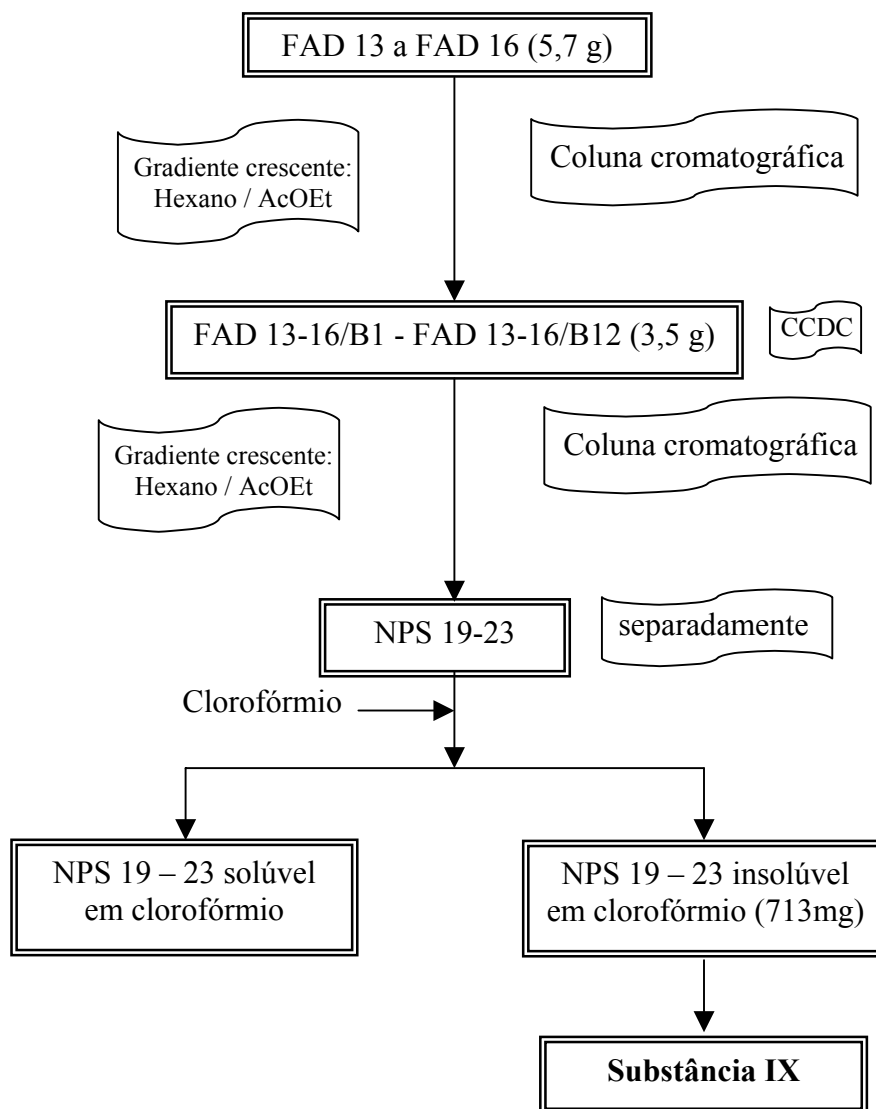 FAD 13 a FAD 16 (5,7 g)
Gradiente crescente:
Hexano / AcOEt
Coluna cromatográfica
FAD 13-16/B1 - FAD 13-16/B12 (3,5 g)
CCDC
Gradiente crescente:
Hexano / AcOEt
Coluna cromatográfica
NPS 19-23
separadamente
Clorofórmio
NPS 19 – 23 solúvel
em clorofórmio
NPS 19 – 23 insolúvel
em clorofórmio (713mg)
Substância IX